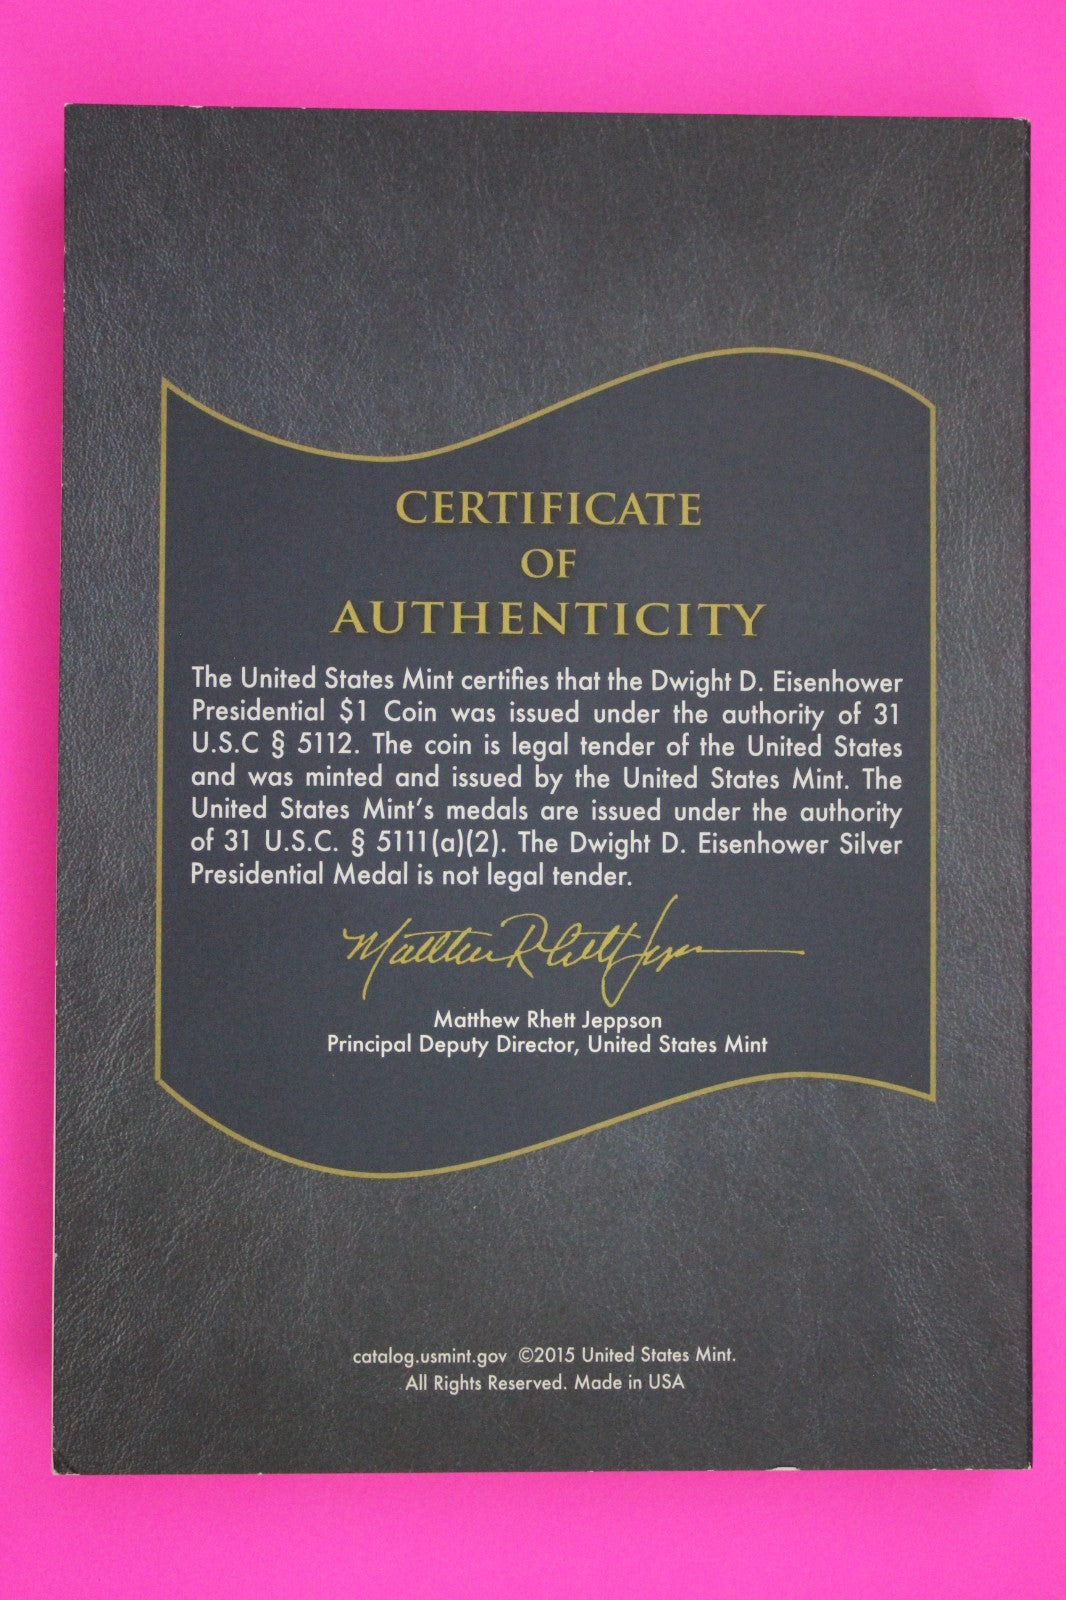 CERTIFICATE
OF
AUTHENTICITY
The United States Mint certifies that the Dwight D. Eisenhower
Presidential $1 Coin was issued under the authority of 31
U.S.C § 5112. The coin is legal tender of the United States
and was minted and issued by the United States Mint. The
United States Mint's medals are issued under the authority
of 31 U.S.C. § 5111(a)(2). The Dwight D. Eisenhower Silver
Presidential Medal is not legal tender.
Matthew Rhett Jeppson
Matthew Rhett Jeppson
Principal Deputy Director, United States Mint
catalog.usmint.gov ©2015 United States Mint.
All Rights Reserved. Made in USA